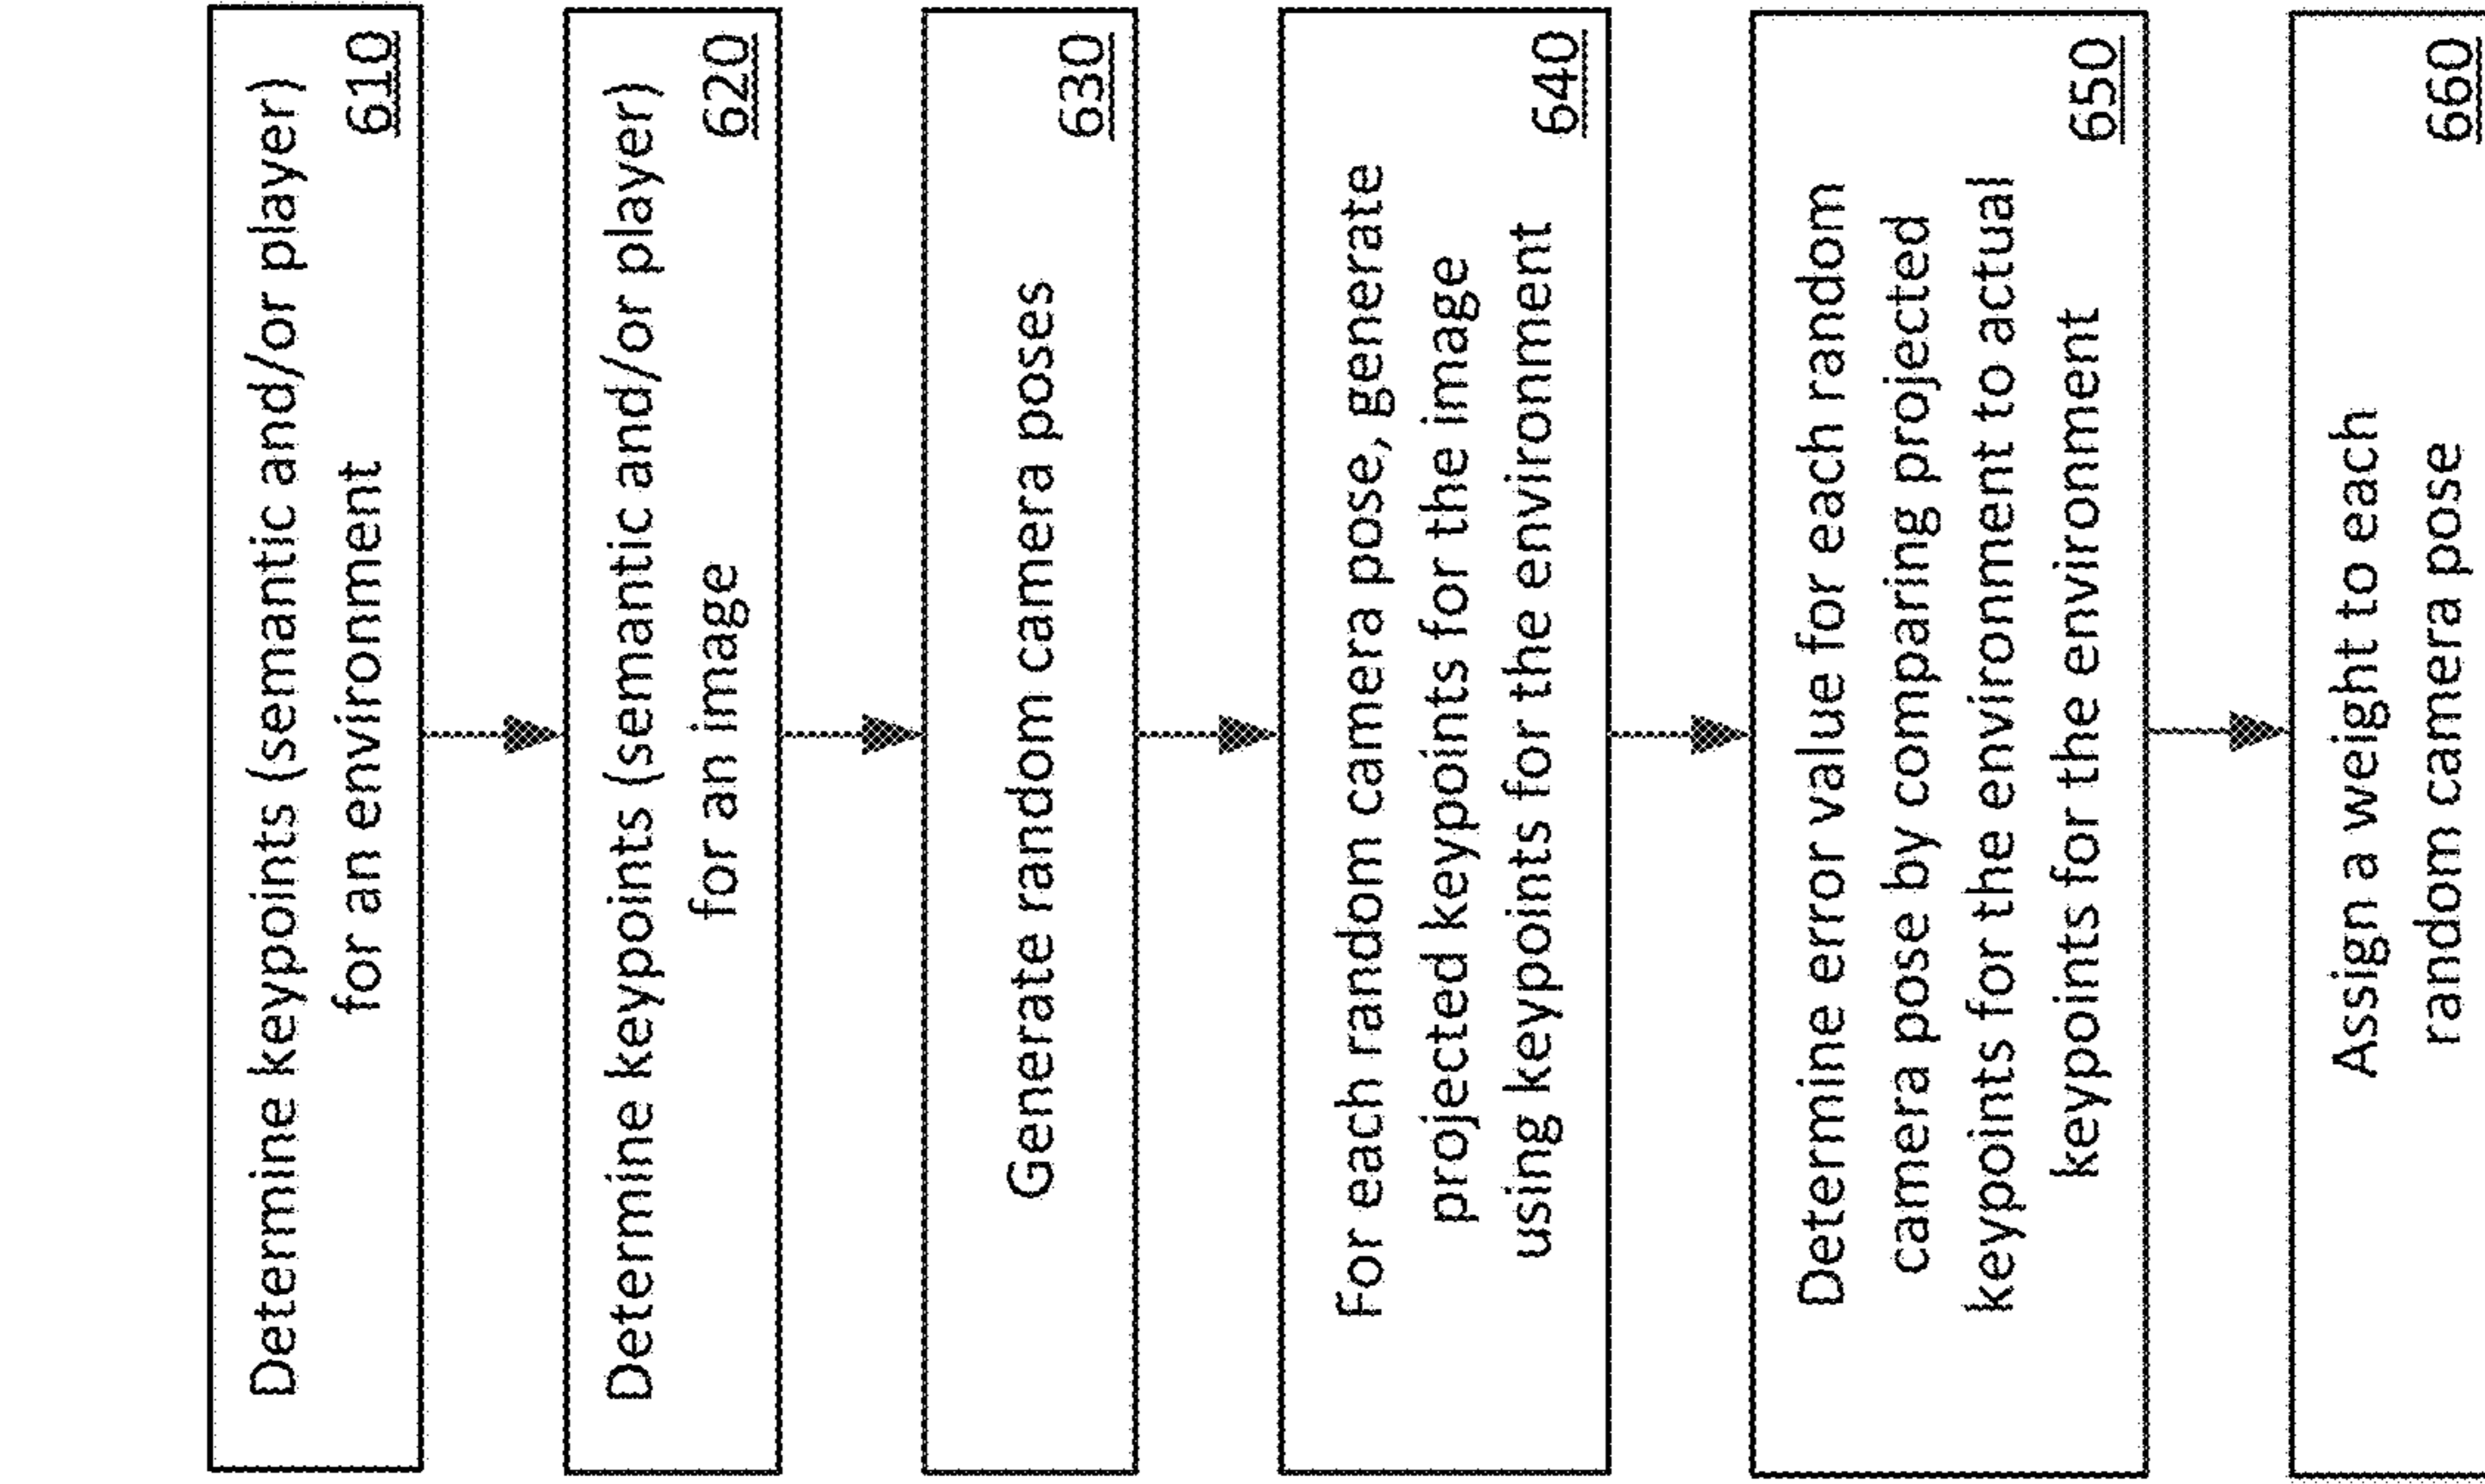 Determine keypoints (semantic and/or player)
for an environment
610
Determine keypoints (semantic and/or player)
for an image
620
Generate random camera poses
630
For each random camera pose, generate
projected keypoints for the image
using keypoints for the environment
640
Determine error value for each random
camera pose by comparing projected
keypoints for the environment to actual
keypoints for the environment
650
Assign a weight to each
random camera pose
660